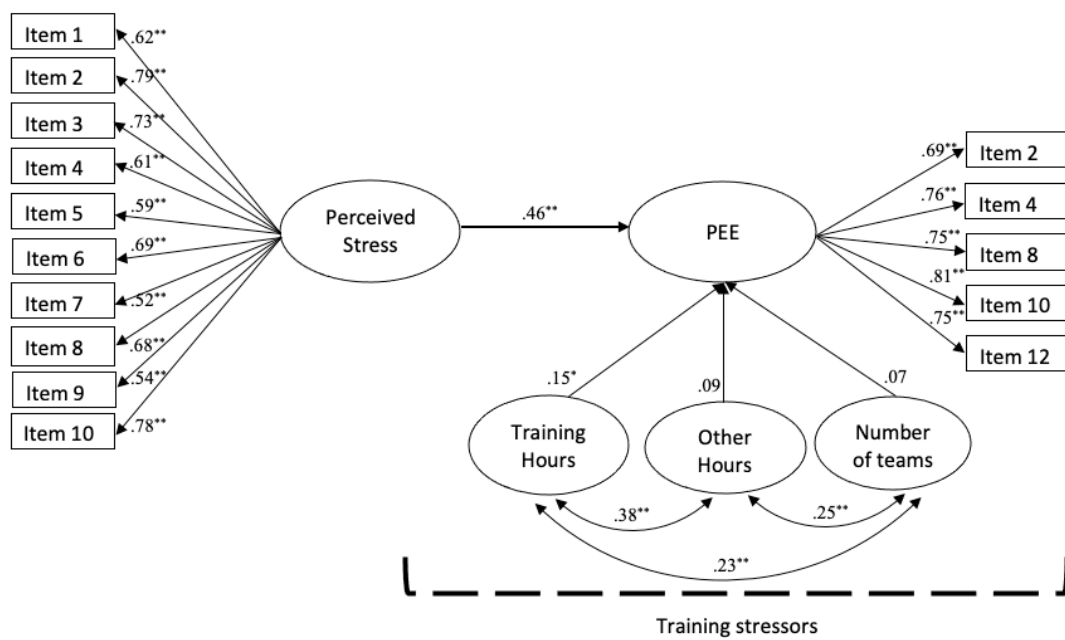 Item 1
.62**
Item 2
.79**
Item 3
.73**
Item 4
.61**
Item 5
.59**
Item 6
.69**
Item 7
.52**
Item 8
.68**
Item 9
.54**
Item 10
.78**
Perceived
Stress
.46**
PEE
.69**
Item 2
.76**
Item 4
.75**
Item 8
.81**
Item 10
.75**
Item 12
.15*
.09
.07
Training
Hours
Other
Hours
Number
of teams
.38**
.25**
.23**
Training stressors